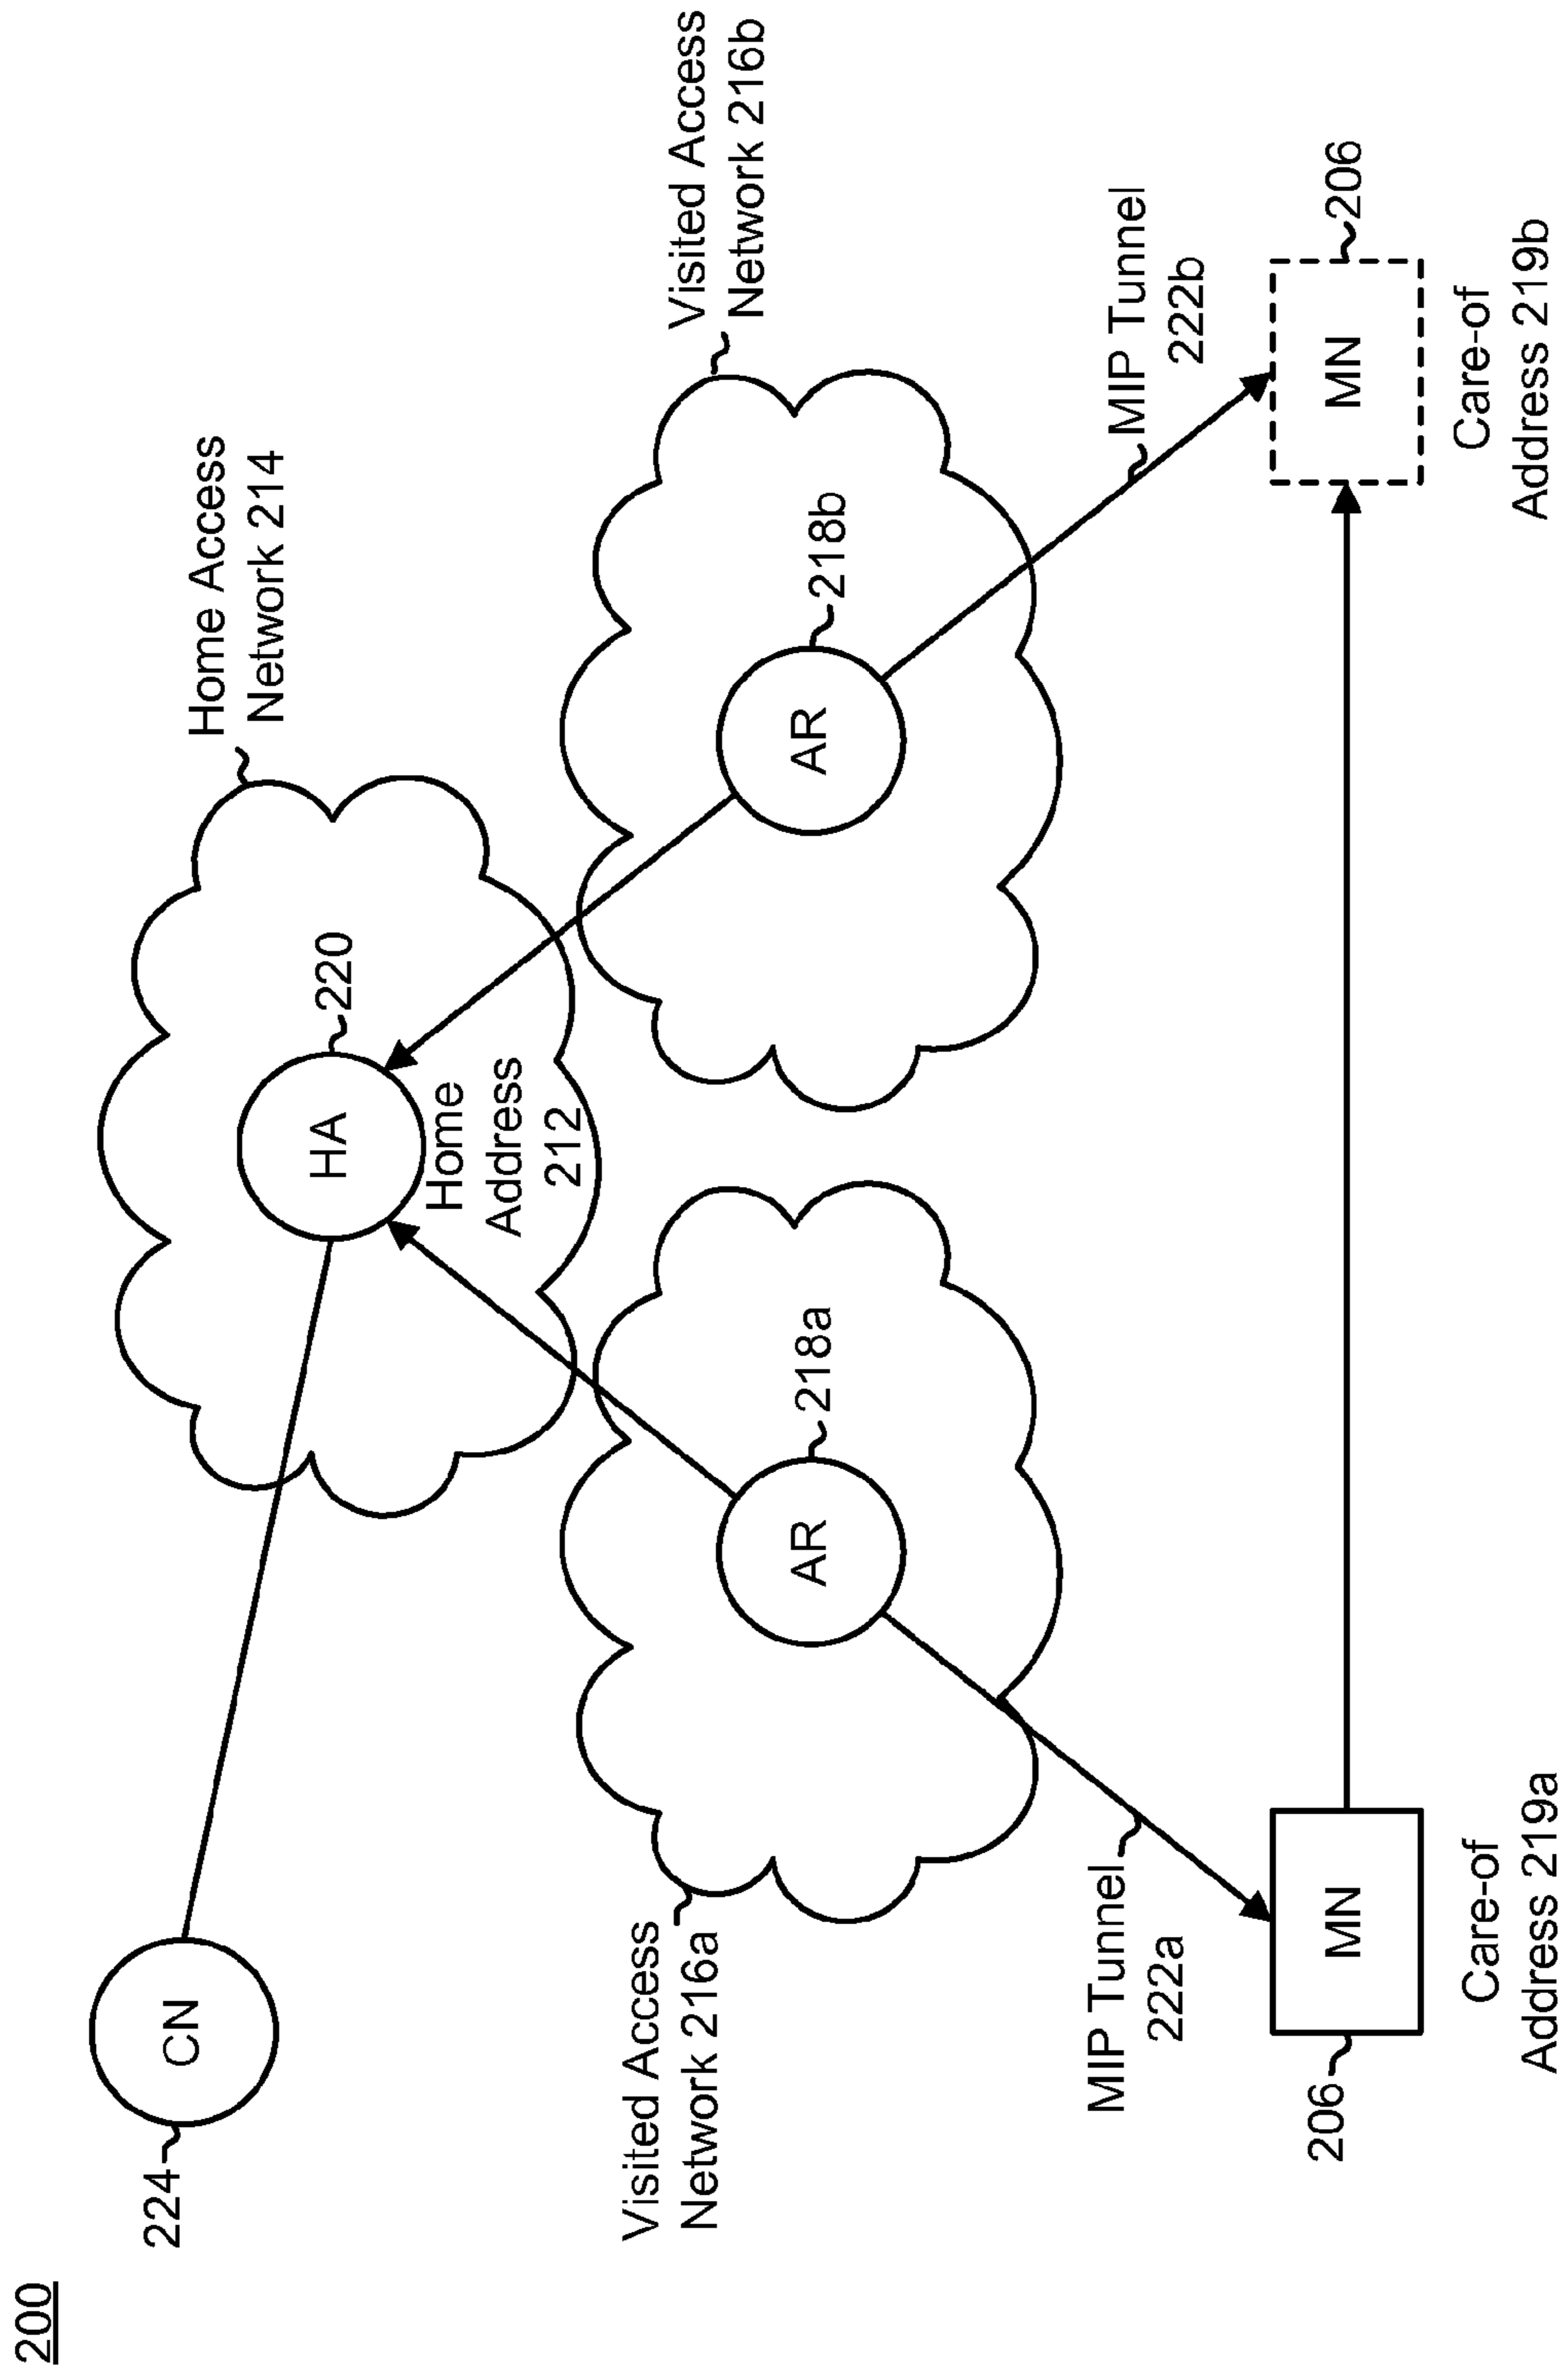 200
224
CN
Home Access
Network 214
HA
220
Home
Address
212
Visited Access
Network 216a
AR
218a
Visited Access
Network 216b
AR
218b
MIP Tunnel
222a
MIP Tunnel
222b
206
MN
MN
206
Care-of
Address 219a
Care-of
Address 219b